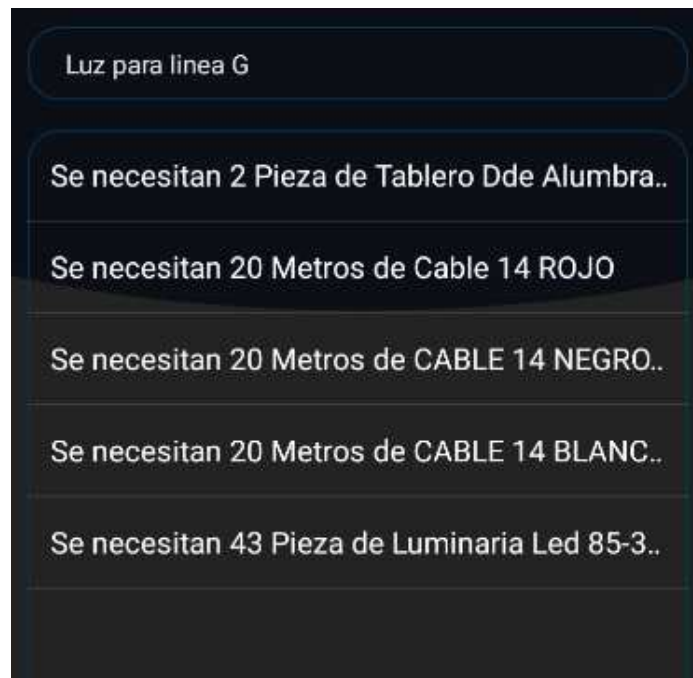 Luz para linea G
Se necesitan 2 Pieza de Tablero Dde Alumbra..
Se necesitan 20 Metros de Cable 14 ROJO
Se necesitan 20 Metros de CABLE 14 NEGRO..
Se necesitan 20 Metros de CABLE 14 BLANC..
Se necesitan 43 Pieza de Luminaria Led 85-3..